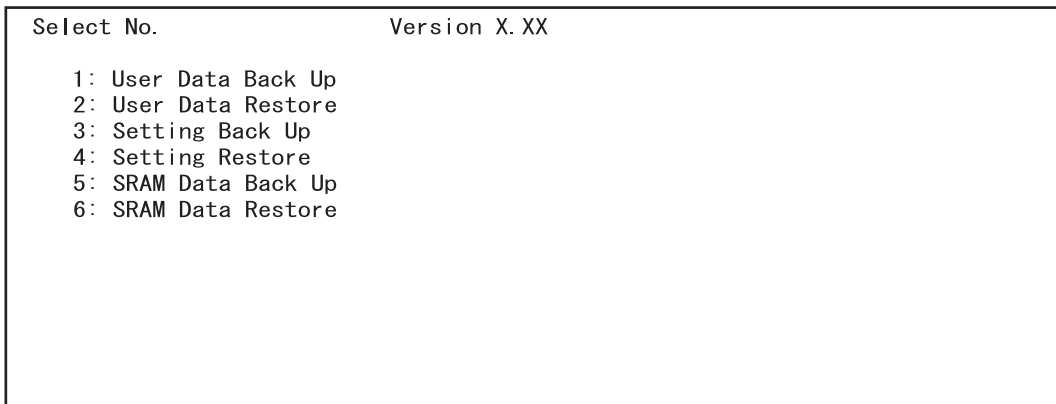 Select No. Version X.XX
1: User Data Back Up
2: User Data Restore
3: Setting Back Up
4: Setting Restore
5: SRAM Data Back Up
6: SRAM Data Restore